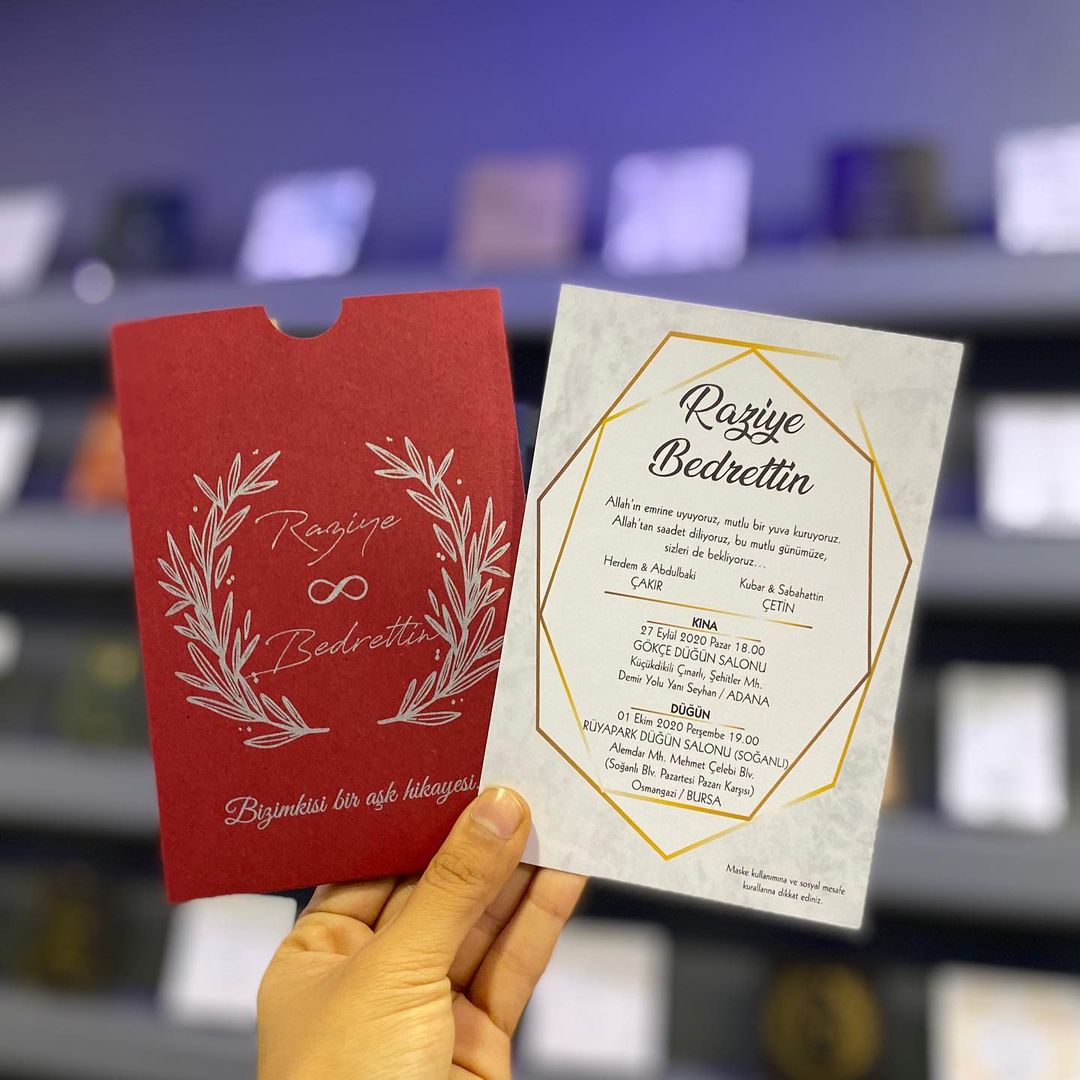 Raziye
Bedrettin
Bizimkisi bir aşk hikayesi.
Raziye
Bedrettin
Allah'ın emrine uyuyoruz, mutlu bir yuva kuruyoruz.
Allah'tan saadet diliyoruz, bu mutlu günümüze,
sizleri de bekliyoruz...
Herdem & Abdulbaki
ÇAKIR
Kubar & Sabahattin
ÇETİN
KINA
27 Eylül 2020 Pazar 18.00
GÖKÇE DÜĞÜN SALONU
Küçükdikili Çınarlı, Şehitler Mh.
Demir Yolu Yanı Seyhan / ADANA
DÜĞÜN
01 Ekim 2020 Perşembe 19.00
RÜYAPARK DÜĞÜN SALONU (SOĞANLI)
Alemdar Mh. Mehmet Çelebi Blv.
(Soğanlı Blv. Pazartesi Pazarı Karşısı)
Osmangazi / BURSA
Maske kullanımına ve sosyal mesafe
kurallarına dikkat ediniz.